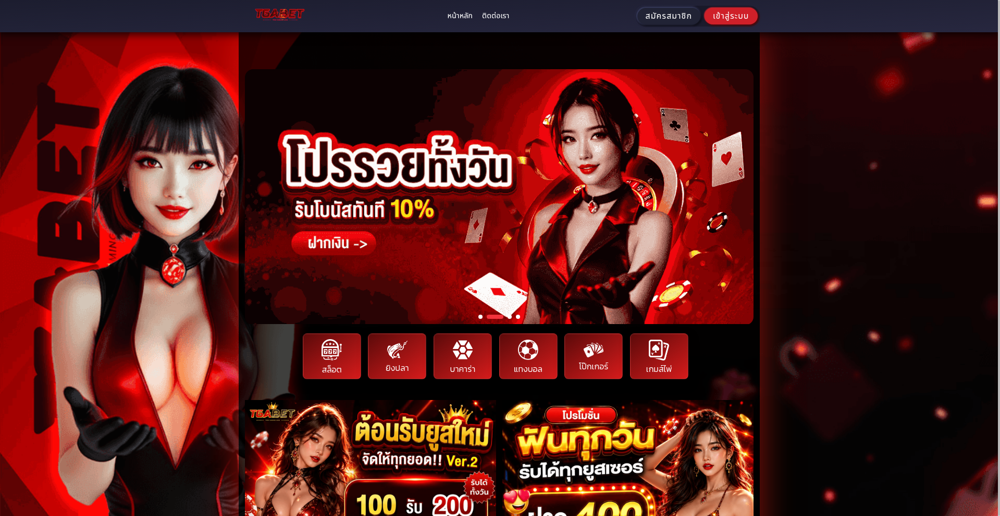 TGABET
หน้าหลัก
ติดต่อเรา
สมัครสมาชิก
เข้าสู่ระบบ
โปรรวยทั้งวัน
รับโบนัสทันที 10%
ฝากเงิน ->
สล็อต
ยิงปลา
บาคาร่า
แทงบอล
โป๊กเกอร์
เกมส์ไพ่
TGABET
ต้อนรับยูสใหม่
จัดให้ทุกยอด!! Ver.2
รับได้
ทั้งวัน
100 รับ 200
โปรโมชั่น
ฟินทุกวัน
รับได้ทุกยูสเซอร์
ฝาก 400